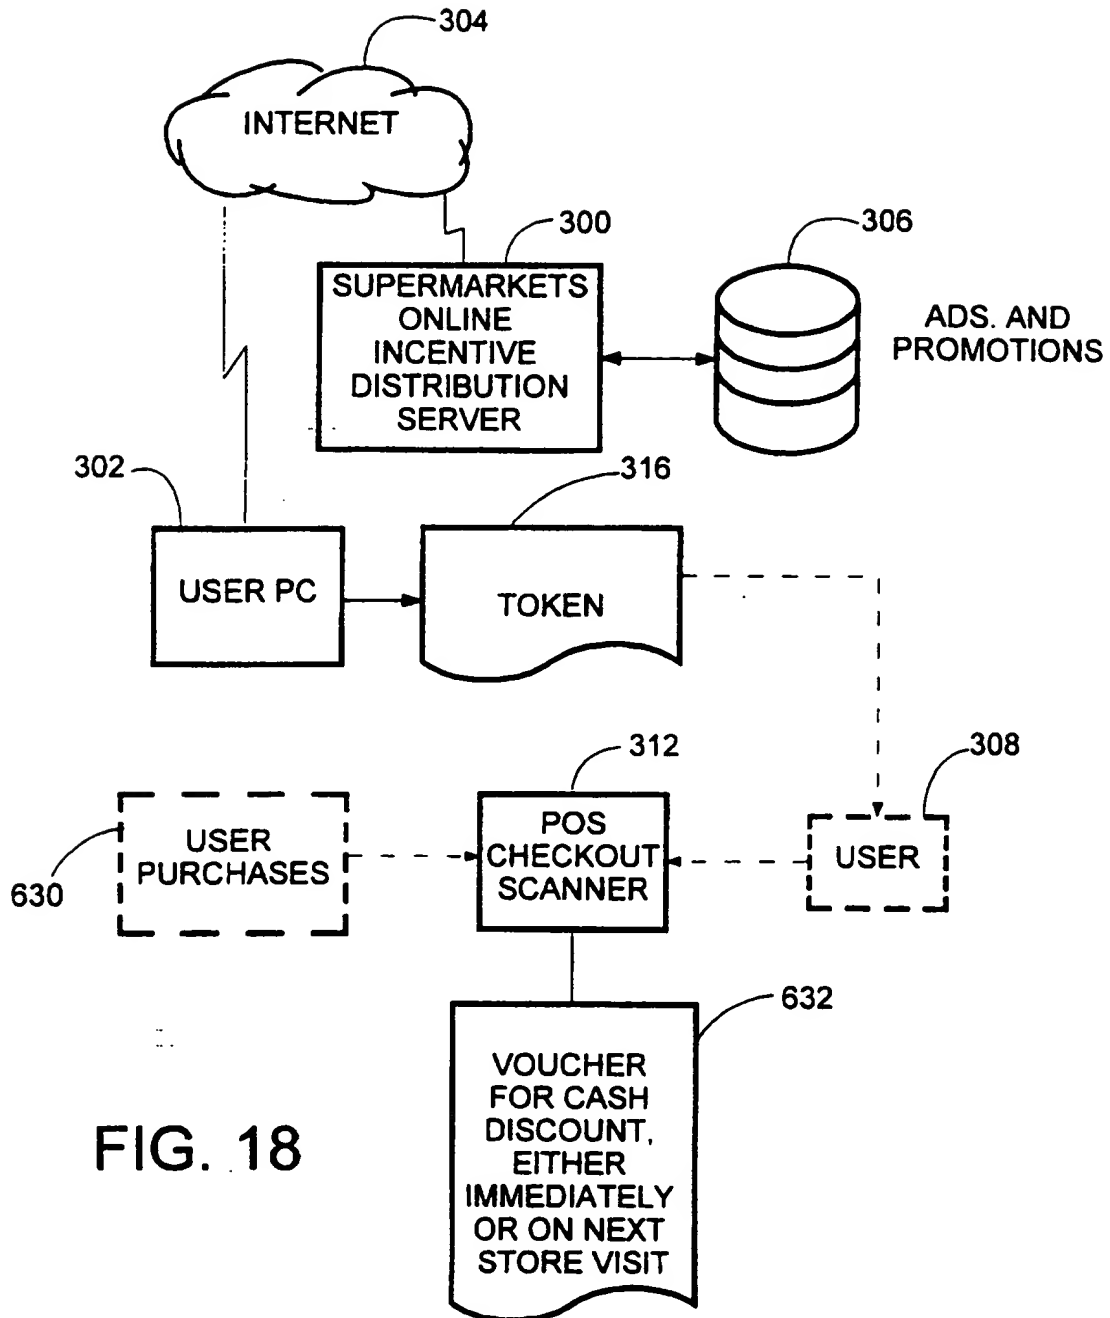 304
INTERNET
300
306
SUPERMARKETS
ONLINE
INCENTIVE
DISTRIBUTION
SERVER
ADS. AND
PROMOTIONS
302
316
USER PC
TOKEN
312
308
USER
PURCHASES
POS
CHECKOUT
SCANNER
USER
630
632
VOUCHER
FOR CASH
DISCOUNT,
EITHER
IMMEDIATELY
OR ON NEXT
STORE VISIT
FIG. 18